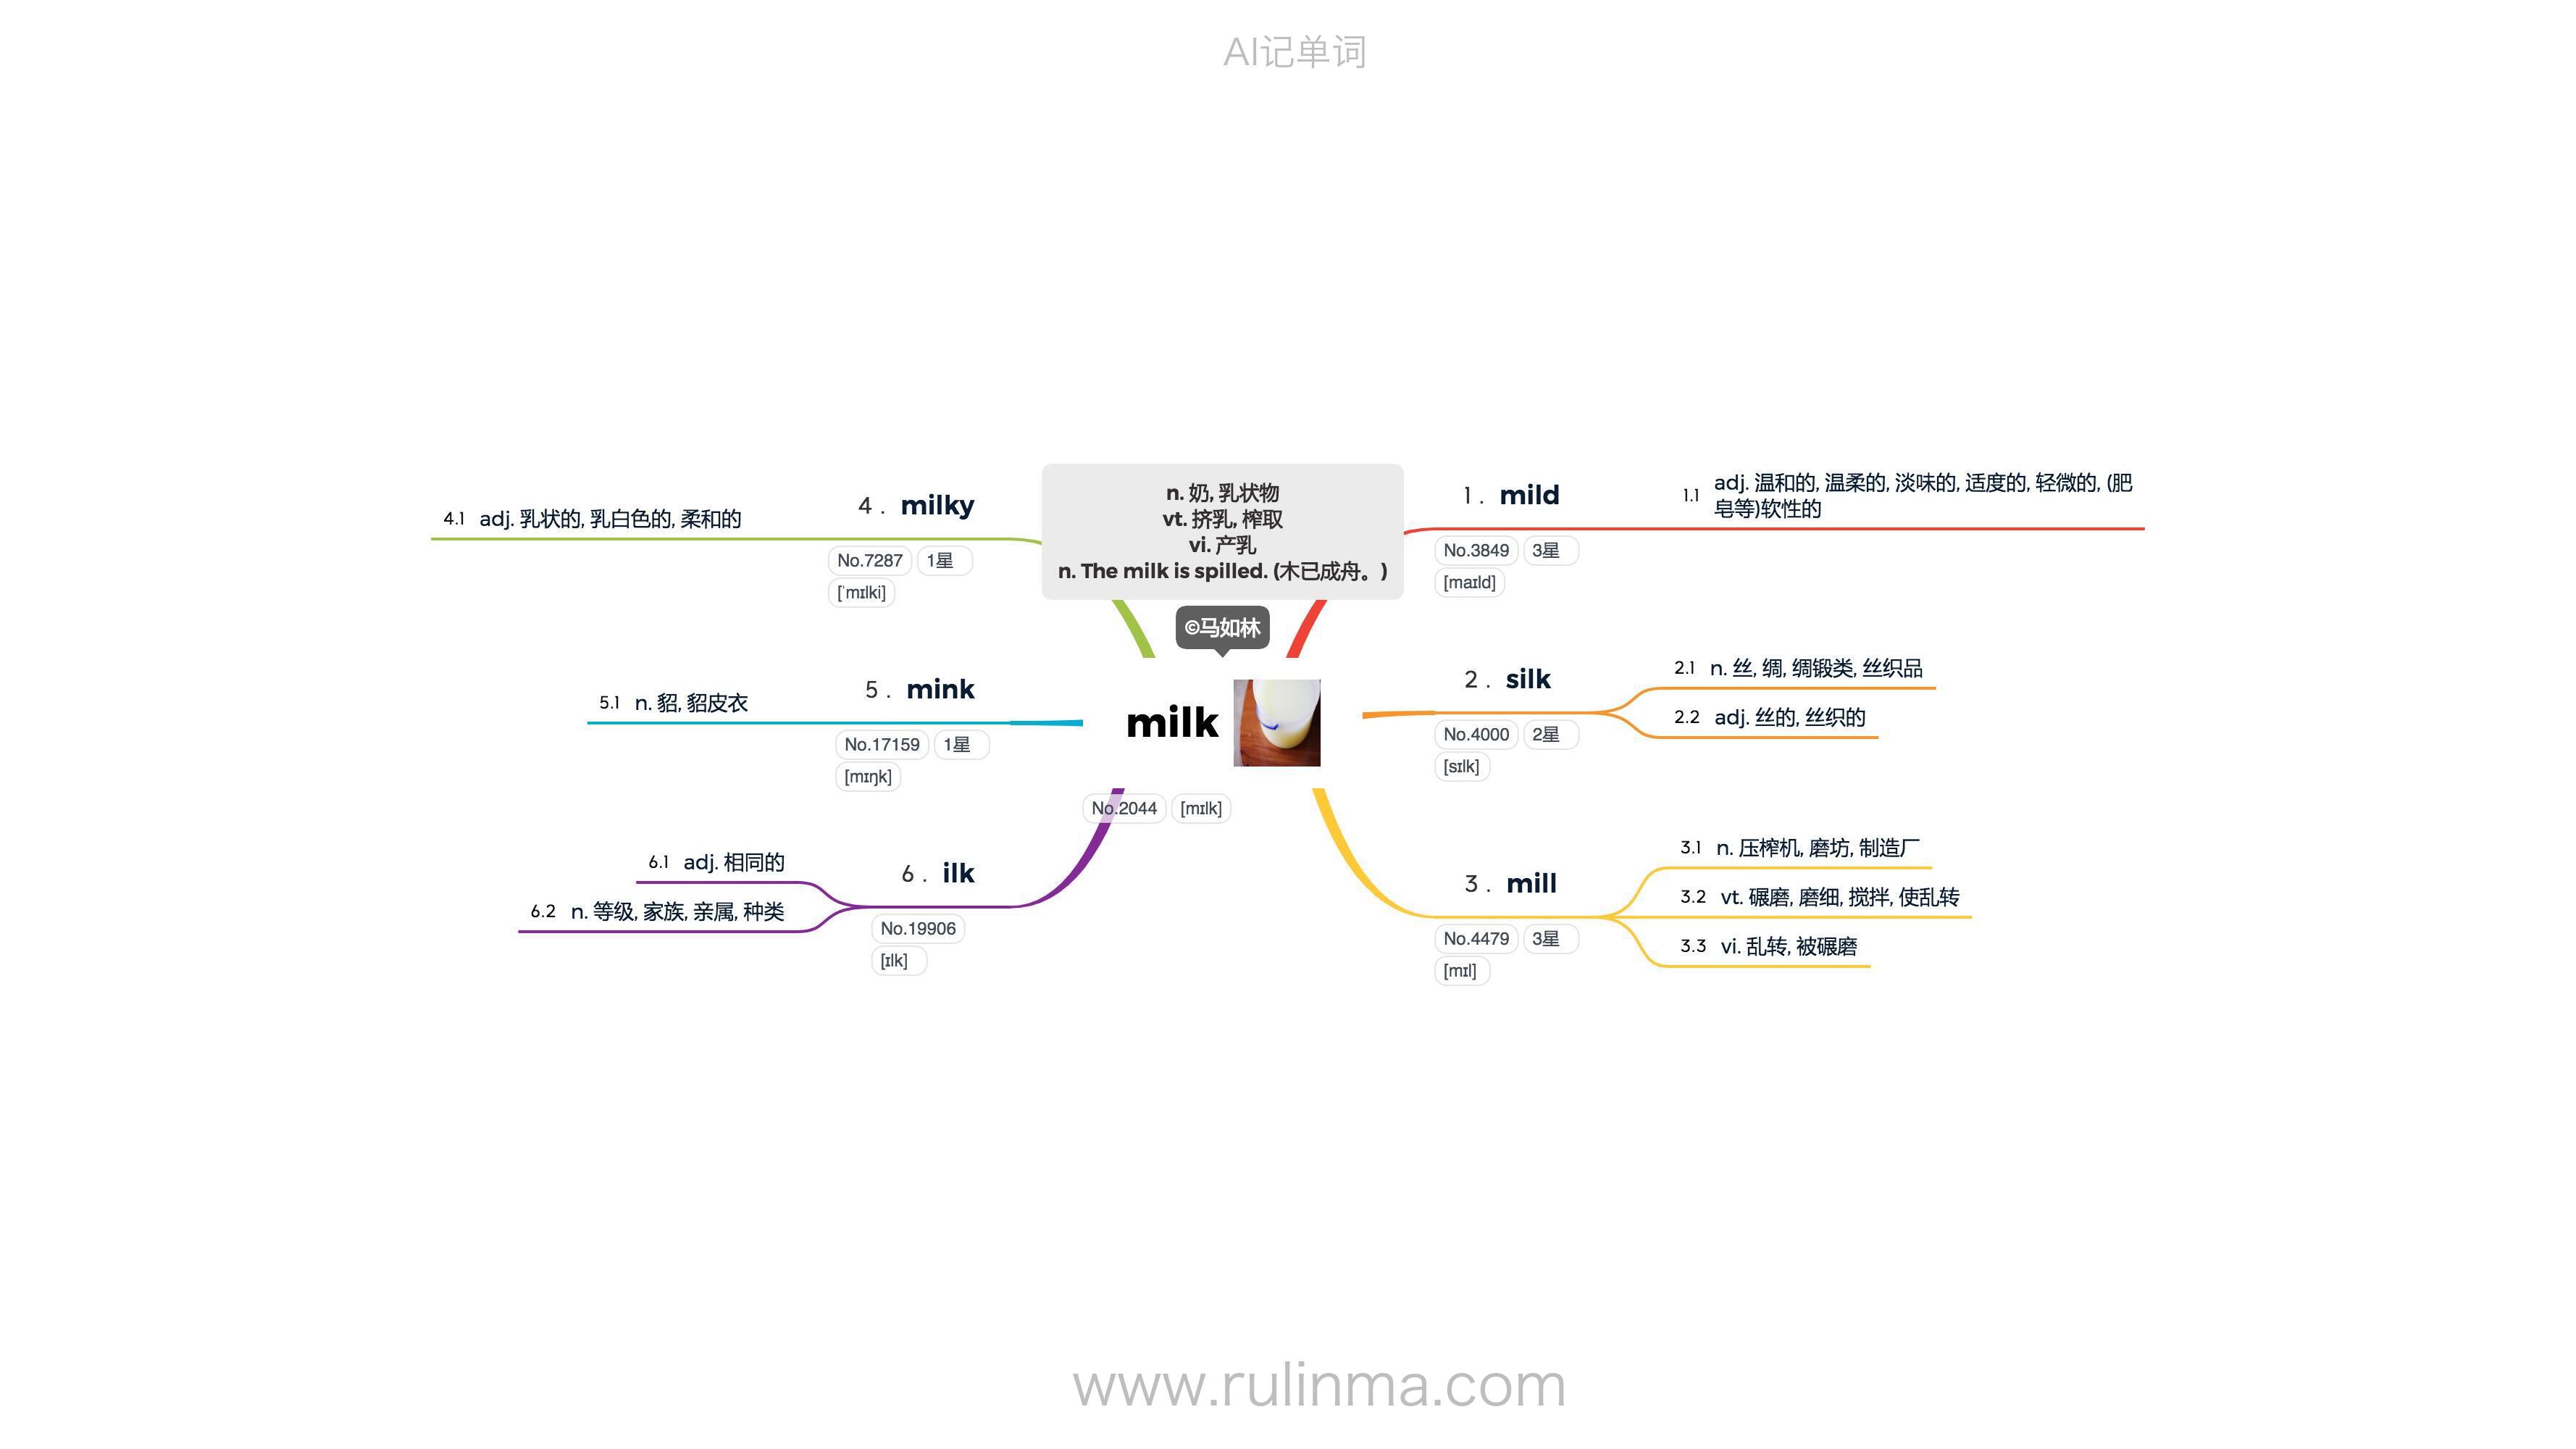 AI记单词
n. 奶, 乳状物
vt. 挤乳, 榨取
vi. 产乳
n. The milk is spilled. (木已成舟。)
©马如林
milk
No.2044 [mɪlk]
1. mild
No.3849 3星
[maɪld]
1.1 adj. 温和的, 温柔的, 淡味的, 适度的, 轻微的, (肥
皂等)软性的
2. silk
No.4000 2星
[sɪlk]
2.1 n. 丝, 绸, 绸锻类, 丝织品
2.2 adj. 丝的, 丝织的
3. mill
No.4479 3星
[mɪl]
3.1 n. 压榨机, 磨坊, 制造厂
3.2 vt. 碾磨, 磨细, 搅拌, 使乱转
3.3 vi. 乱转, 被碾磨
4. milky
No.7287 1星
[ˈmɪlki]
4.1 adj. 乳状的, 乳白色的, 柔和的
5. mink
No.17159 1星
[mɪŋk]
5.1 n. 貂, 貂皮衣
6. ilk
No.19906
[ɪlk]
6.1 adj. 相同的
6.2 n. 等级, 家族, 亲属, 种类
www.rulinma.com